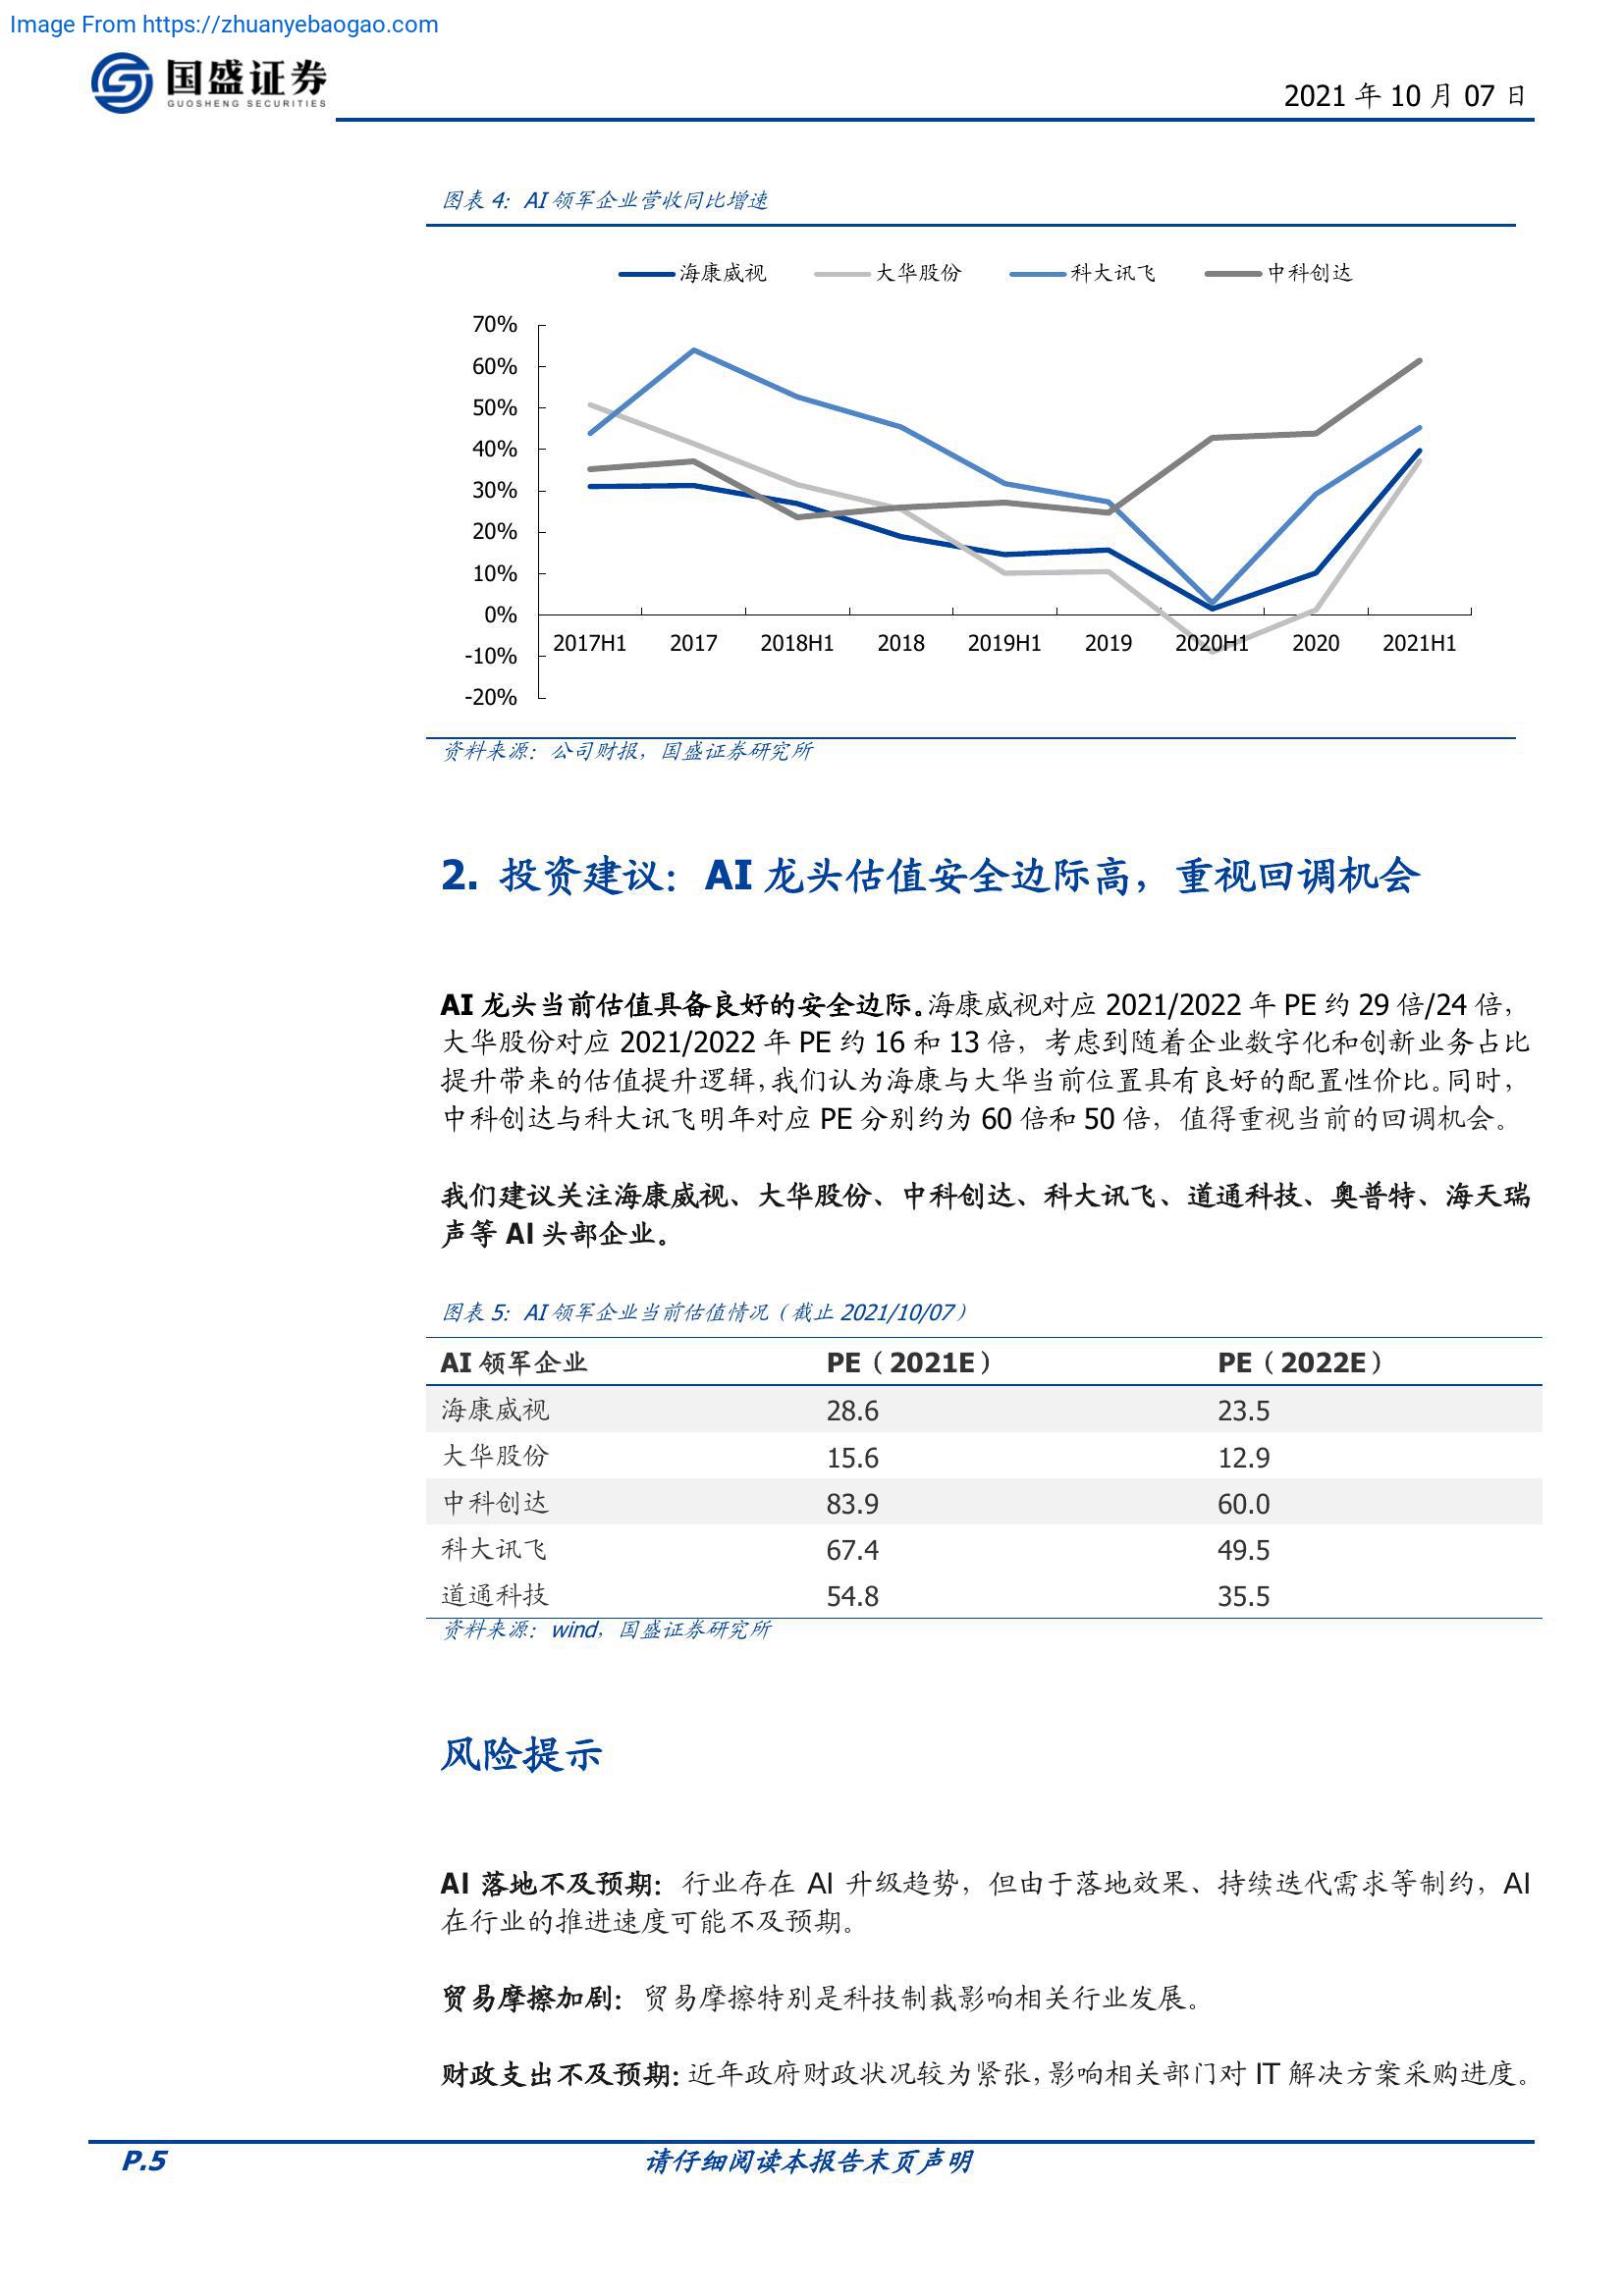 Image From https://zhuanyebaogao.com
国盛证券
GUOSHENG SECURITIES
2021 年 10 月 07 日
图表 4：AI 领军企业营收同比增速
海康威视 大华股份 科大讯飞 中科创达
70%
60%
50%
40%
30%
20%
10%
0%
-10%
-20%
2017H1 2017 2018H1 2018 2019H1 2019 2020H1 2020 2021H1
资料来源：公司财报，国盛证券研究所
2. 投资建议：AI 龙头估值安全边际高，重视回调机会
AI 龙头当前估值具备良好的安全边际。海康威视对应 2021/2022 年 PE 约 29 倍/24 倍，
大华股份对应 2021/2022 年 PE 约 16 和 13 倍，考虑到随着企业数字化和创新业务占比
提升带来的估值提升逻辑，我们认为海康与大华当前位置具有良好的配置性价比。同时，
中科创达与科大讯飞明年对应 PE 分别约为 60 倍和 50 倍，值得重视当前的回调机会。
我们建议关注海康威视、大华股份、中科创达、科大讯飞、道通科技、奥普特、海天瑞
声等 AI 头部企业。
图表 5：AI 领军企业当前估值情况（截止 2021/10/07）
AI 领军企业 PE（2021E） PE（2022E）
海康威视 28.6 23.5
大华股份 15.6 12.9
中科创达 83.9 60.0
科大讯飞 67.4 49.5
道通科技 54.8 35.5
资料来源：wind，国盛证券研究所
风险提示
AI 落地不及预期：行业存在 AI 升级趋势，但由于落地效果、持续迭代需求等制约，AI
在行业的推进速度可能不及预期。
贸易摩擦加剧：贸易摩擦特别是科技制裁影响相关行业发展。
财政支出不及预期：近年政府财政状况较为紧张，影响相关部门对 IT 解决方案采购进度。
P.5 请仔细阅读本报告末页声明